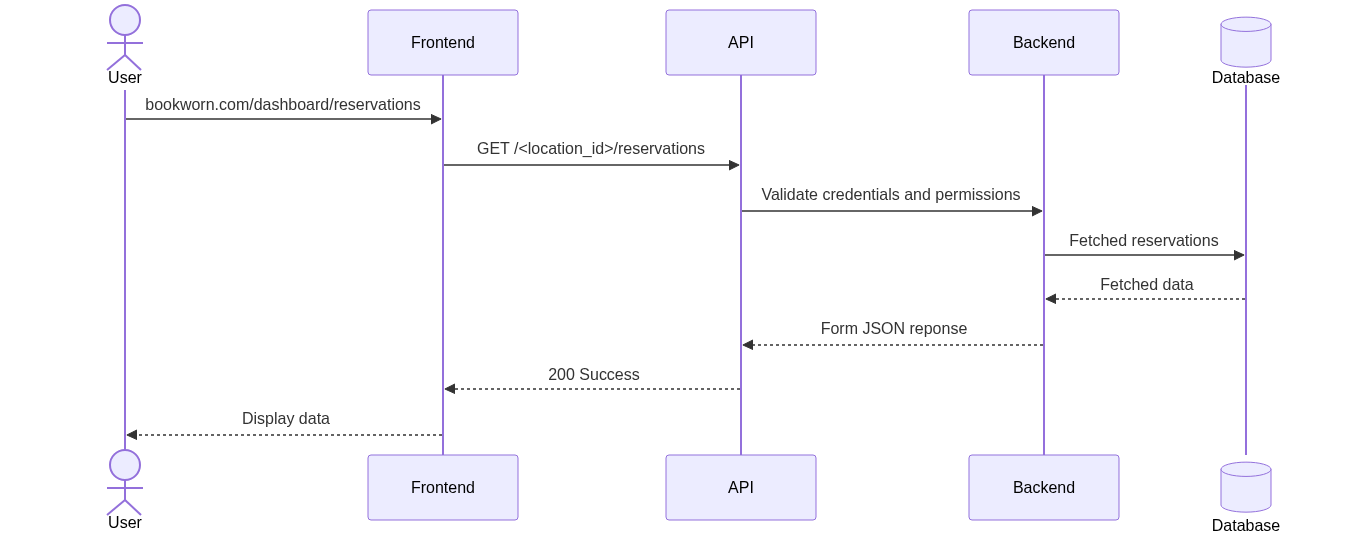 User
Frontend
API
Backend
Database
bookworn.com/dashboard/reservations
GET /<location_id>/reservations
Validate credentials and permissions
Fetched reservations
Fetched data
Form JSON reponse
200 Success
Display data
User
Frontend
API
Backend
Database